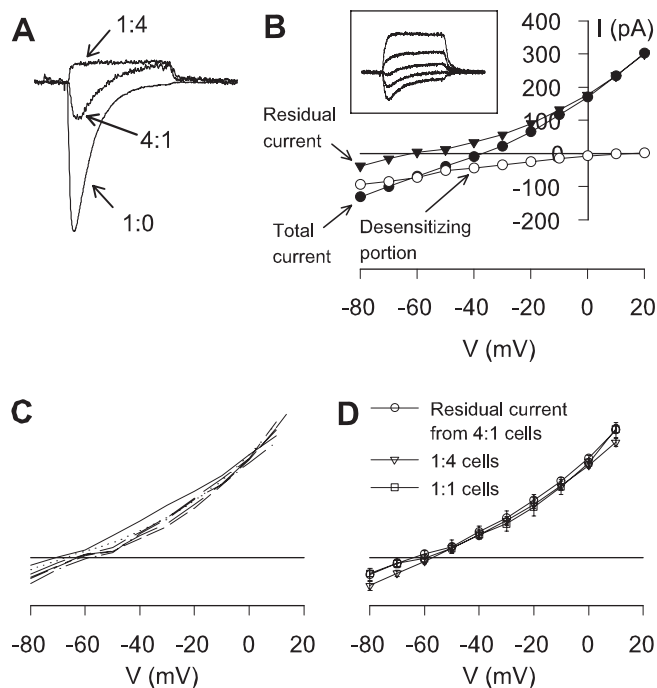 A
1:4
4:1
1:0
B
I (pA)
400
300
200
100
0
-100
-200
Residual
current
Total
current
Desensitizing
portion
-80 -60 -40 -20 0 20
V (mV)
C
-80 -60 -40 -20 0 20
V (mV)
D
Residual current
from 4:1 cells
1:4 cells
1:1 cells
-80 -60 -40 -20 0 20
V (mV)